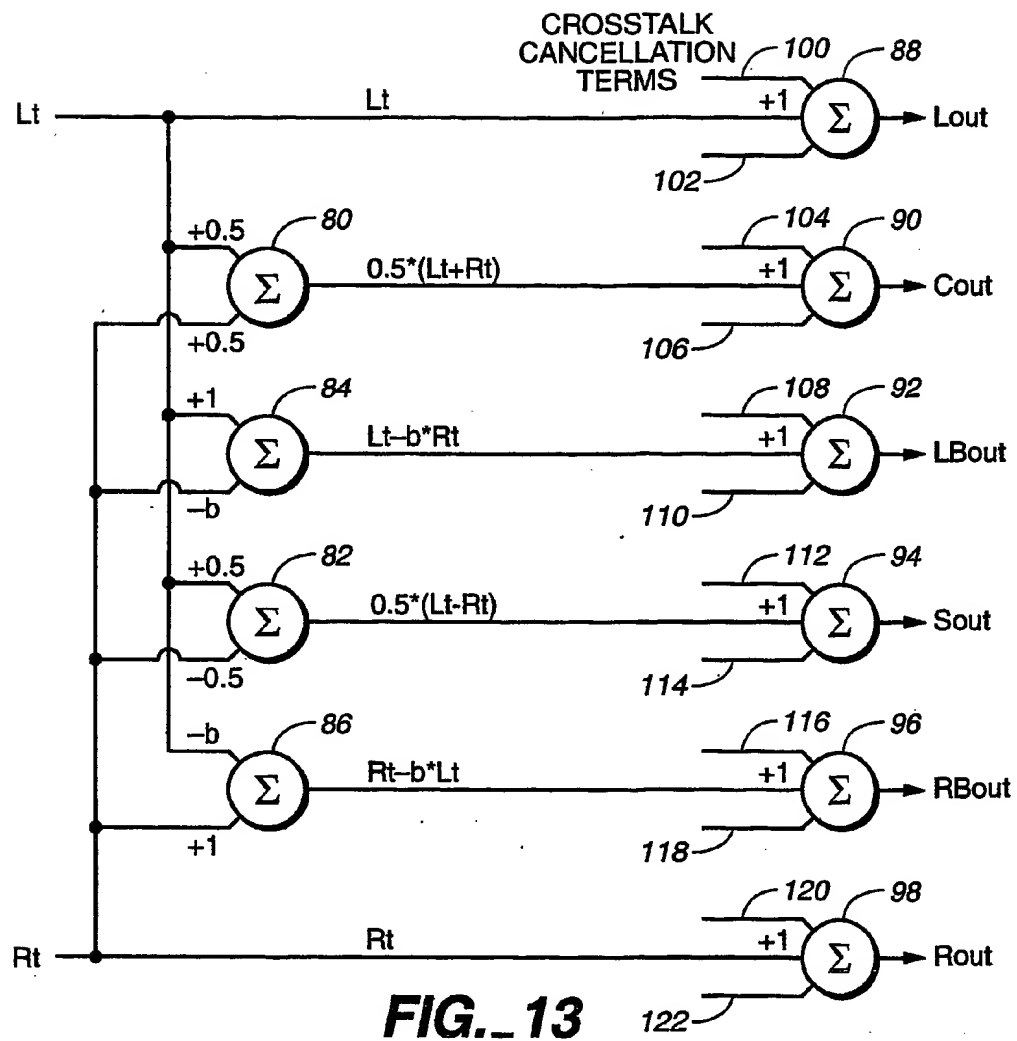 CROSSTALK
CANCELLATION
TERMS
100
88
Lt
Lt
+1
Σ
Lout
102
+0.5
80
104
90
Σ
0.5*(Lt+Rt)
+1
Σ
Cout
+0.5
106
+1
84
108
92
Σ
Lt–b*Rt
+1
Σ
LBout
–b
110
+0.5
82
112
94
Σ
0.5*(Lt-Rt)
+1
Σ
Sout
–0.5
114
–b
86
116
96
Σ
Rt–b*Lt
+1
Σ
RBout
+1
118
120
98
Rt
Rt
+1
Σ
Rout
122
FIG._13